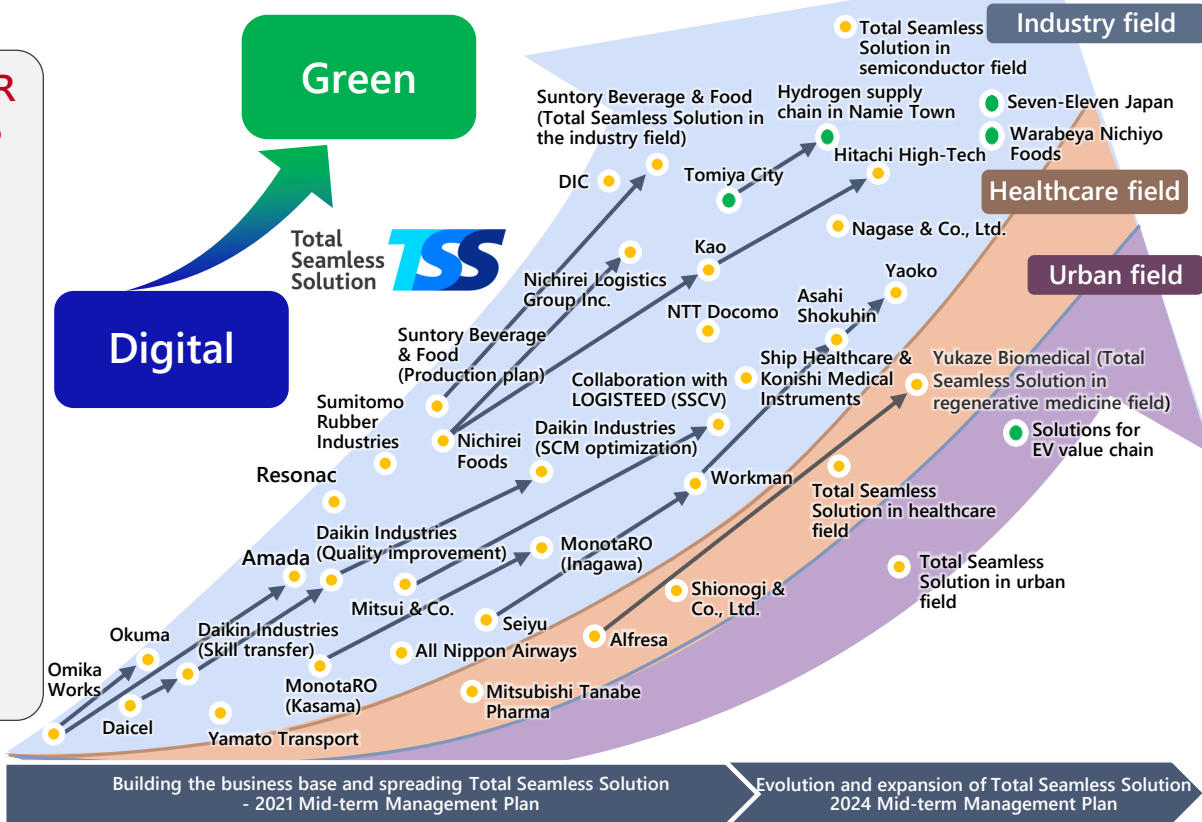 R
Green
Digital
Total
Seamless
Solution
TSS
Industry field
Healthcare field
Urban field
Total Seamless
Solution in
semiconductor field
Suntory Beverage & Food
(Total Seamless Solution in
the industry field)
Hydrogen supply
chain in Namie Town
Seven-Eleven Japan
Warabeya Nichiyo
Foods
DIC
Tomiya City
Hitachi High-Tech
Nagase & Co., Ltd.
Kao
Nichirei Logistics
Group Inc.
Yaoko
NTT Docomo
Asahi
Shokuhin
Suntory Beverage
& Food
(Production plan)
Ship Healthcare &
Konishi Medical
Instruments
Yukaze Biomedical (Total
Seamless Solution in
regenerative medicine field)
Collaboration with
LOGISTEED (SSCV)
Sumitomo
Rubber
Industries
Nichirei
Foods
Daikin Industries
(SCM optimization)
Solutions for
EV value chain
Resonac
Workman
Total Seamless
Solution in healthcare
field
Daikin Industries
(Quality improvement)
Amada
MonotaRO
(Inagawa)
Total Seamless
Solution in urban
field
Mitsui & Co.
Shionogi &
Co., Ltd.
Okuma
Daikin Industries
(Skill transfer)
Seiyu
Alfresa
All Nippon Airways
Omika
Works
MonotaRO
(Kasama)
Mitsubishi Tanabe
Pharma
Daicel
Yamato Transport
Building the business base and spreading Total Seamless Solution
- 2021 Mid-term Management Plan
Evolution and expansion of Total Seamless Solution
2024 Mid-term Management Plan